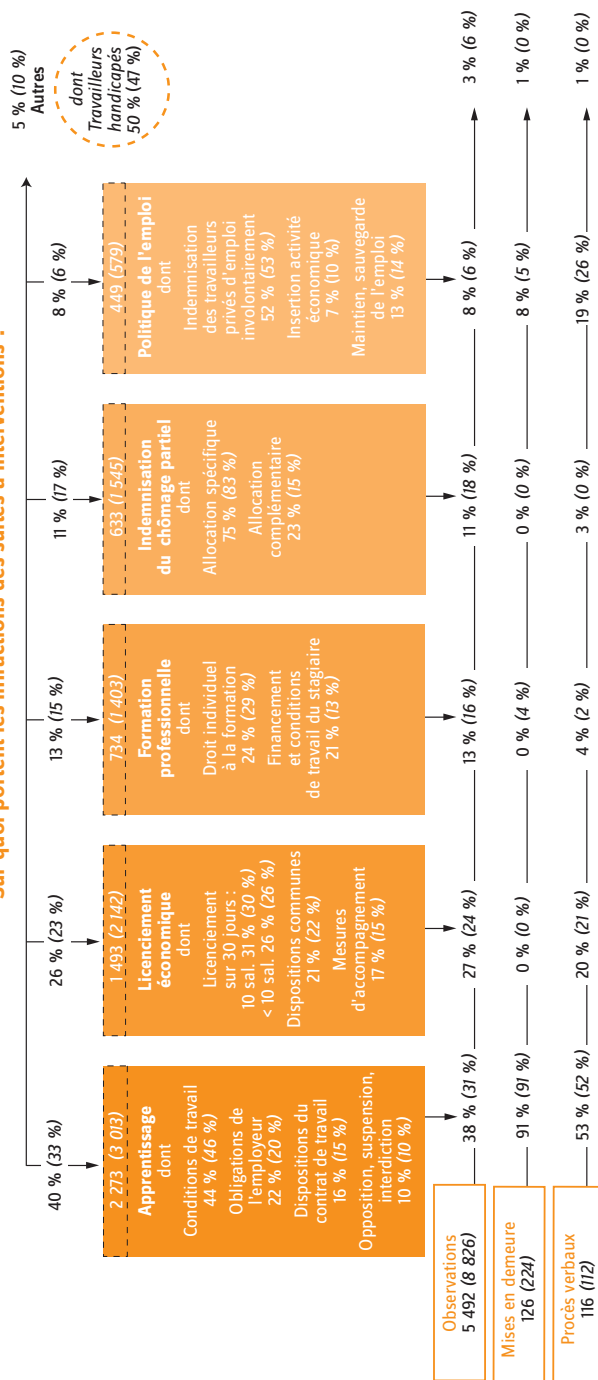 Sur quoi portent les infractions des suites d'interventions :
40 % (33 %)
26 % (23 %)
13 % (15 %)
11 % (17 %)
8 % (6 %)
5 % (10 %)
Autres
dont
Travailleurs
handicapés
50 % (47 %)
2 273 (3 013)
Apprentissage
dont
Conditions de travail
44 % (46 %)
Obligations de
l'employeur
22 % (20 %)
Dispositions du
contrat de travail
16 % (15 %)
Opposition, suspension,
interdiction
10 % (10 %)
1 493 (2 142)
Licenciement
économique
dont
Licenciement
sur 30 jours :
10 sal. 31 % (30 %)
< 10 sal. 26 % (26 %)
Dispositions communes
21 % (22 %)
Mesures
d'accompagnement
17 % (15 %)
734 (1 403)
Formation
professionnelle
dont
Droit individuel
à la formation
24 % (29 %)
Financement
et conditions
de travail du stagiaire
21 % (13 %)
633 (1 545)
Indemnisation
du chômage partiel
dont
Allocation spécifique
75 % (83 %)
Allocation
complémentaire
23 % (15 %)
449 (579)
Politique de l'emploi
dont
Indemnisation
des travailleurs
privés d'emploi
involontairement
52 % (53 %)
Insertion activité
économique
7 % (10 %)
Maintien, sauvegarde
de l'emploi
13 % (14 %)
Observations
5 492 (8 826)
38 % (31 %)
27 % (24 %)
13 % (16 %)
11 % (18 %)
8 % (6 %)
3 % (6 %)
Mises en demeure
126 (224)
91 % (91 %)
0 % (0 %)
0 % (4 %)
0 % (0 %)
8 % (5 %)
1 % (0 %)
Procès verbaux
116 (112)
53 % (52 %)
20 % (21 %)
4 % (2 %)
3 % (0 %)
19 % (26 %)
1 % (0 %)